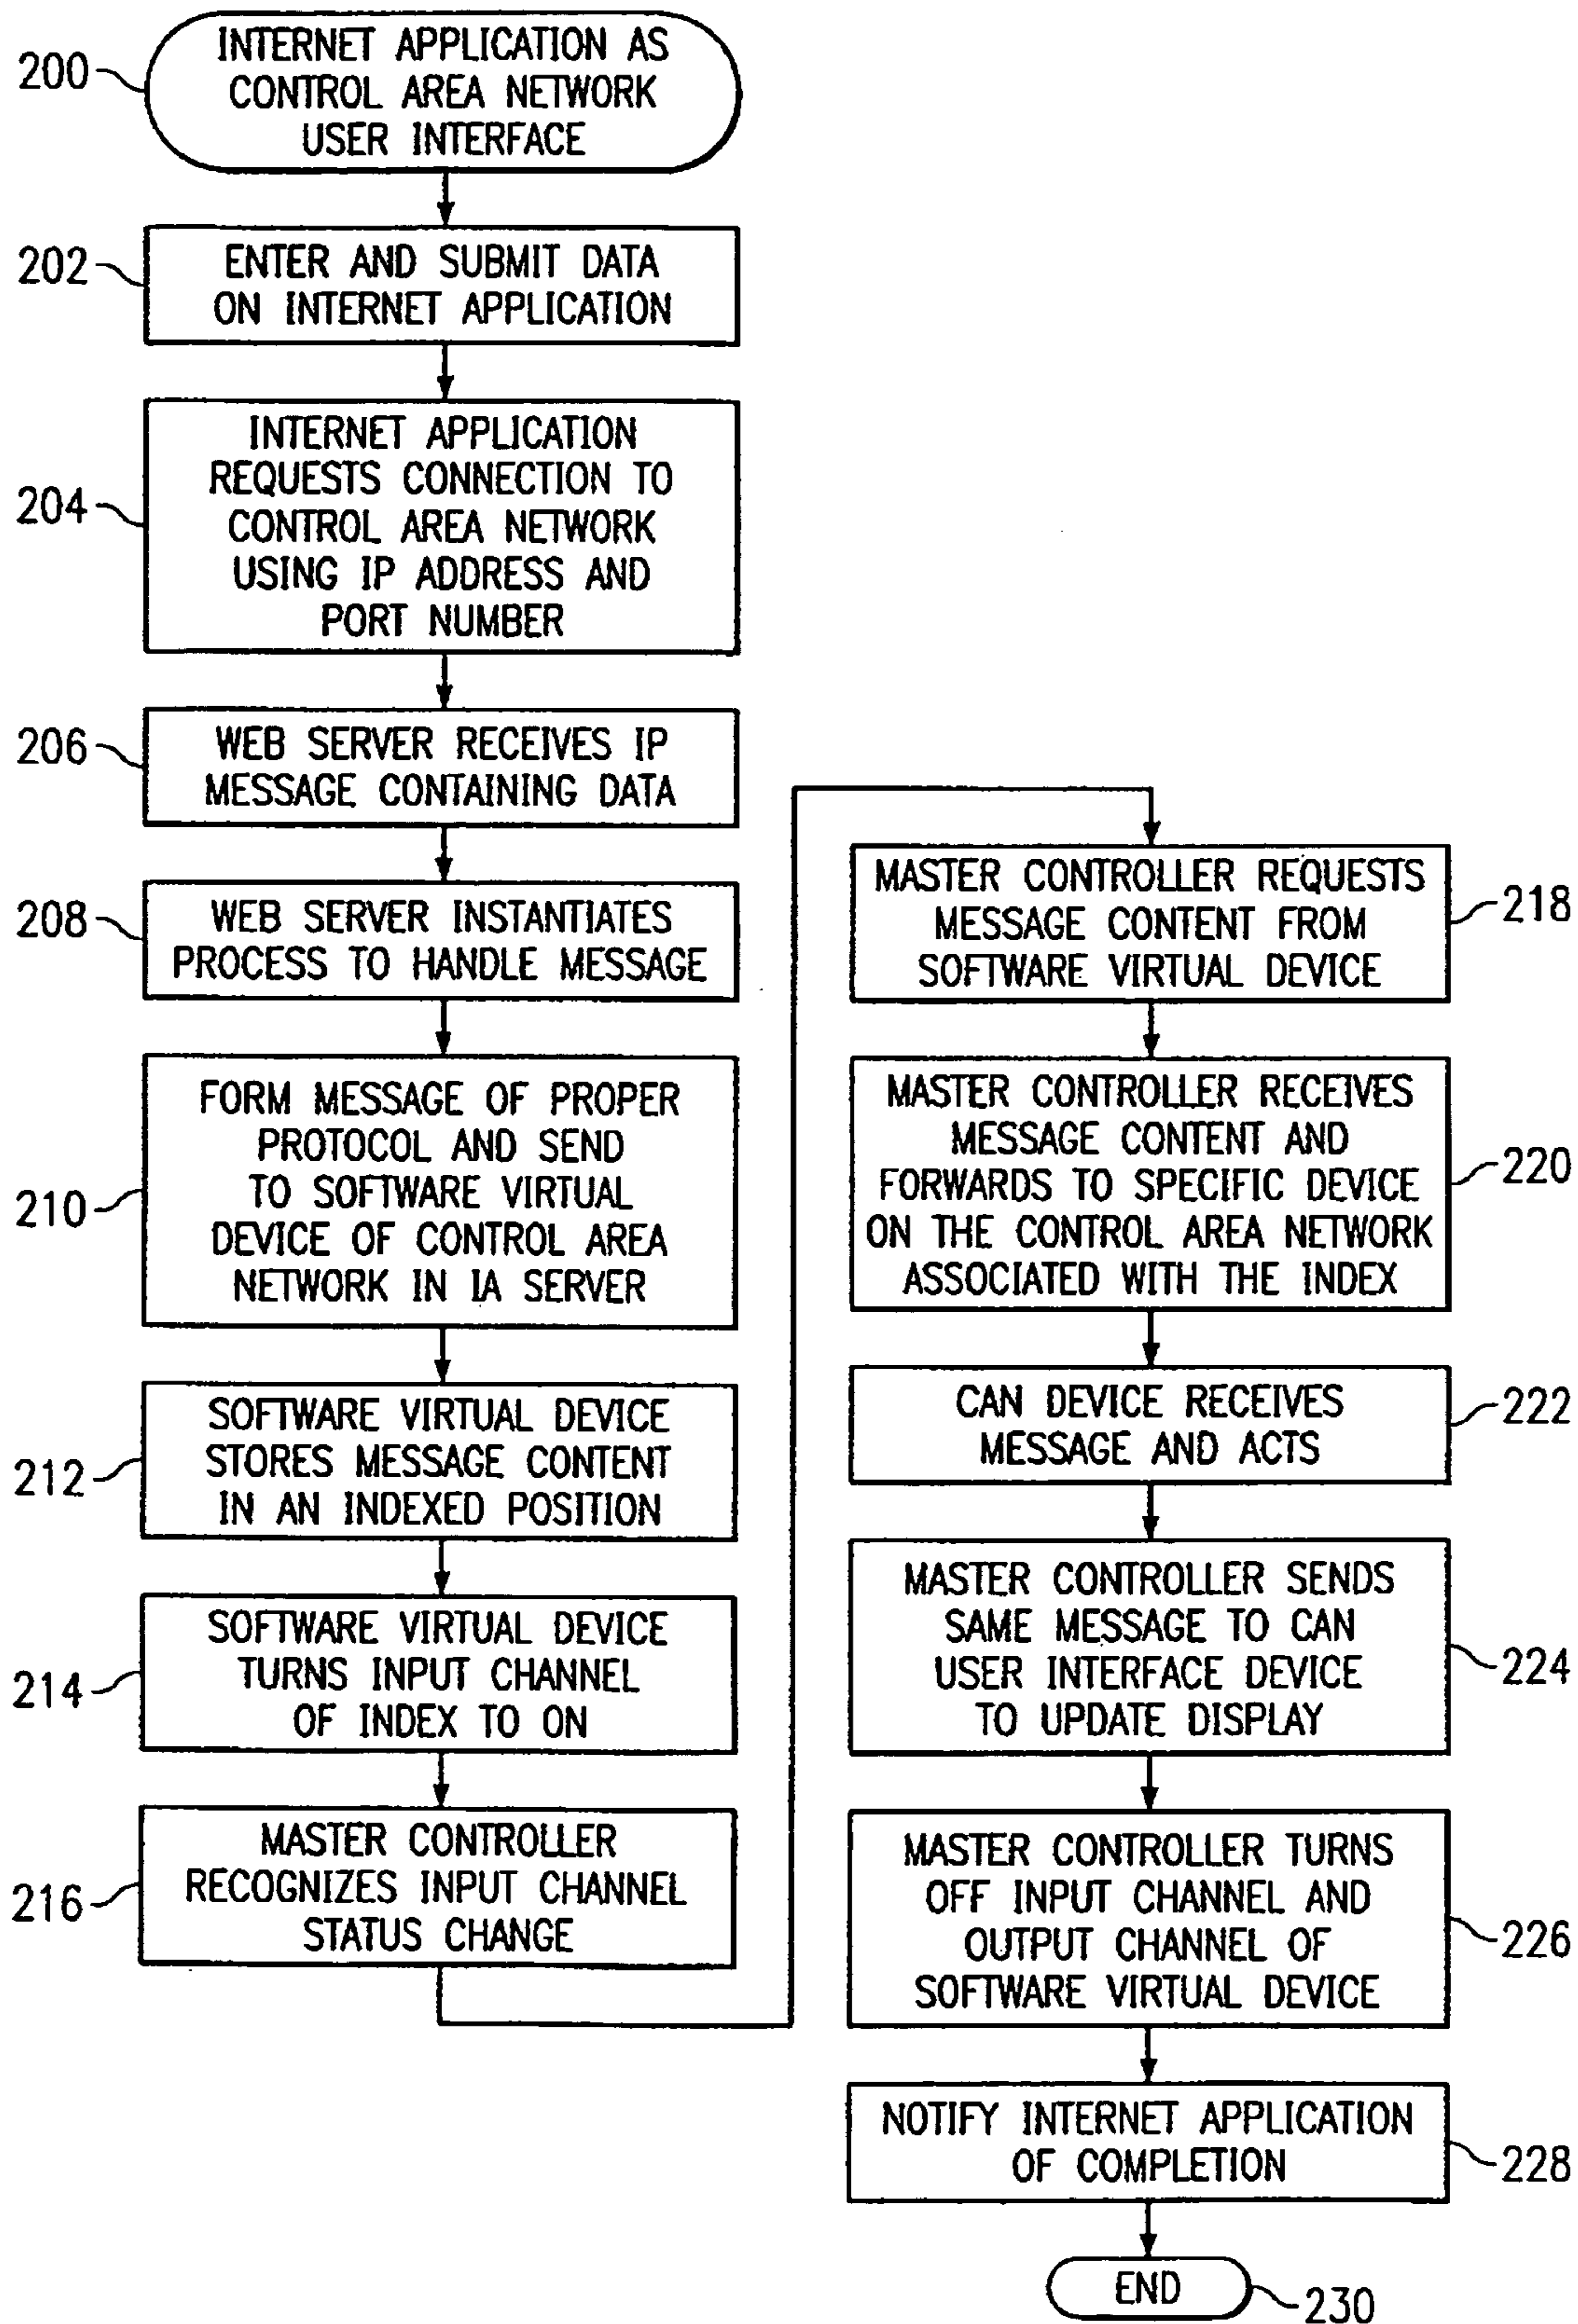 200
INTERNET APPLICATION AS
CONTROL AREA NETWORK
USER INTERFACE
202
ENTER AND SUBMIT DATA
ON INTERNET APPLICATION
204
INTERNET APPLICATION
REQUESTS CONNECTION TO
CONTROL AREA NETWORK
USING IP ADDRESS AND
PORT NUMBER
206
WEB SERVER RECEIVES IP
MESSAGE CONTAINING DATA
208
WEB SERVER INSTANTIATES
PROCESS TO HANDLE MESSAGE
210
FORM MESSAGE OF PROPER
PROTOCOL AND SEND
TO SOFTWARE VIRTUAL
DEVICE OF CONTROL AREA
NETWORK IN IA SERVER
212
SOFTWARE VIRTUAL DEVICE
STORES MESSAGE CONTENT
IN AN INDEXED POSITION
214
SOFTWARE VIRTUAL DEVICE
TURNS INPUT CHANNEL
OF INDEX TO ON
216
MASTER CONTROLLER
RECOGNIZES INPUT CHANNEL
STATUS CHANGE
MASTER CONTROLLER REQUESTS
MESSAGE CONTENT FROM
SOFTWARE VIRTUAL DEVICE
218
MASTER CONTROLLER RECEIVES
MESSAGE CONTENT AND
FORWARDS TO SPECIFIC DEVICE
ON THE CONTROL AREA NETWORK
ASSOCIATED WITH THE INDEX
220
CAN DEVICE RECEIVES
MESSAGE AND ACTS
222
MASTER CONTROLLER SENDS
SAME MESSAGE TO CAN
USER INTERFACE DEVICE
TO UPDATE DISPLAY
224
MASTER CONTROLLER TURNS
OFF INPUT CHANNEL AND
OUTPUT CHANNEL OF
SOFTWARE VIRTUAL DEVICE
226
NOTIFY INTERNET APPLICATION
OF COMPLETION
228
END
230